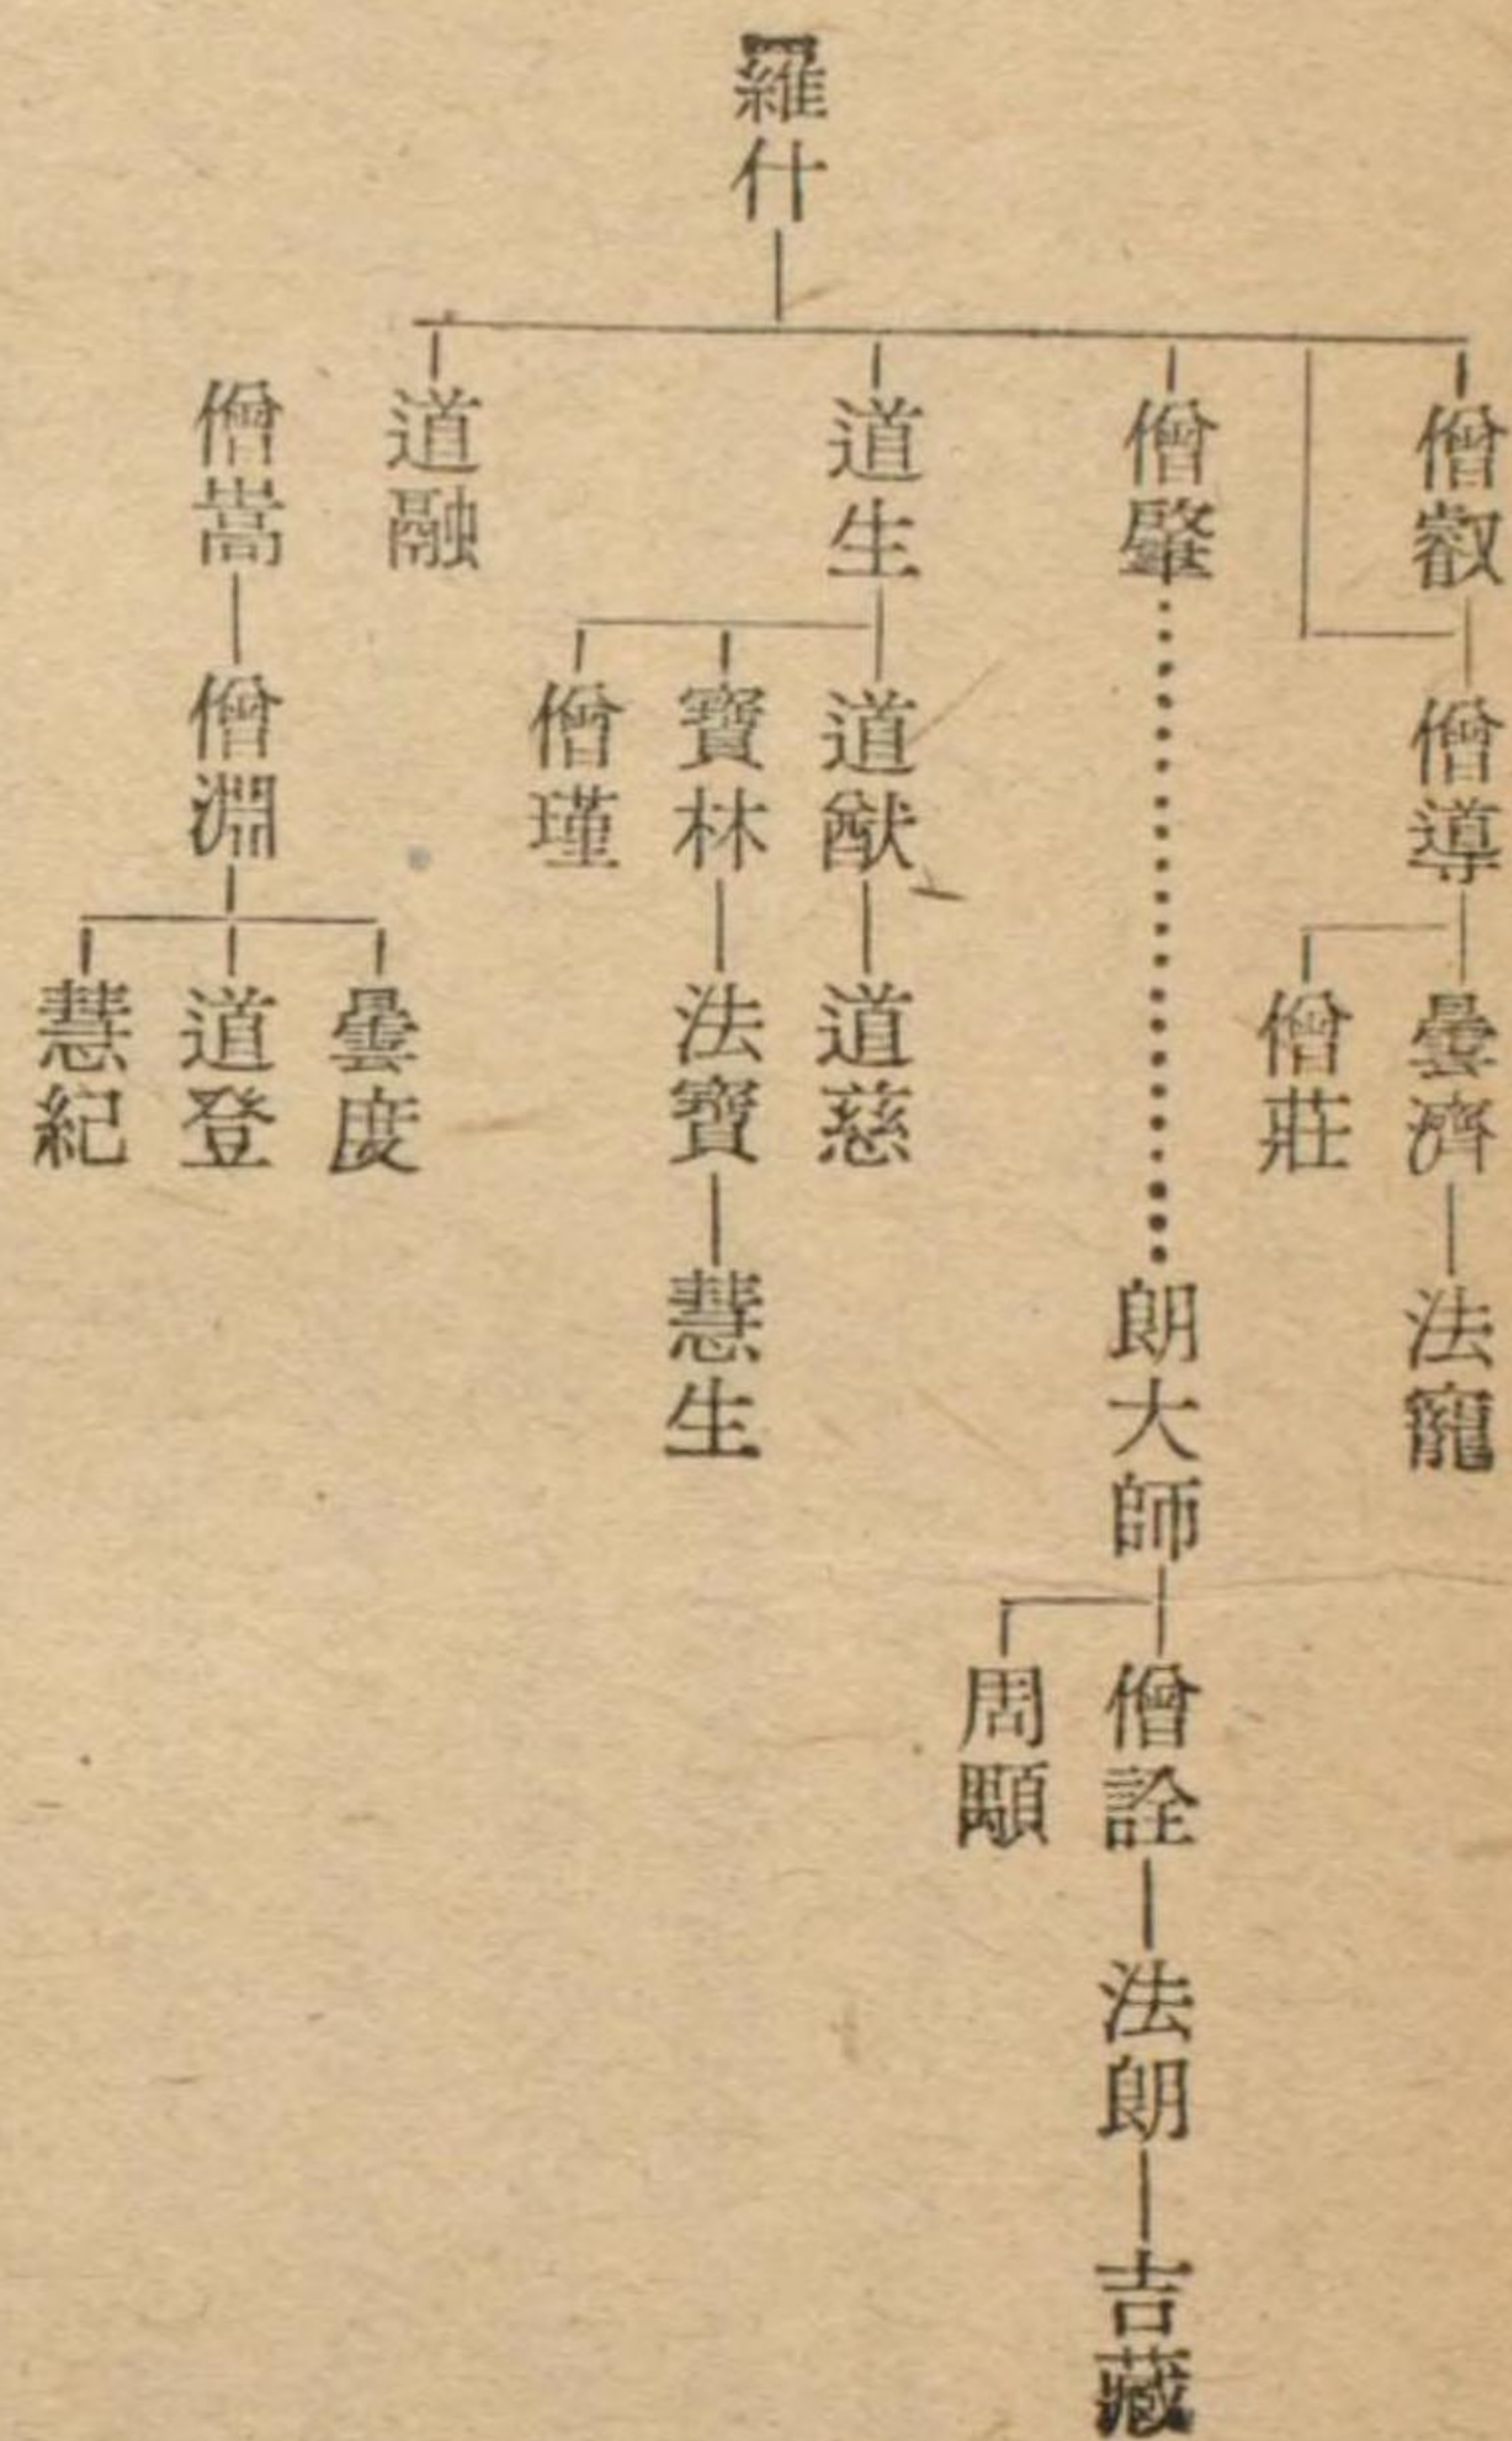 羅什
僧叡
僧導
曇濟
法寵
僧莊
僧肇
朗大師
僧詮
法朗
吉藏
周顒
道生
道猷
道慈
寶林
法寶
慧生
僧瑾
道融
僧嵩
僧淵
曇度
道登
慧紀